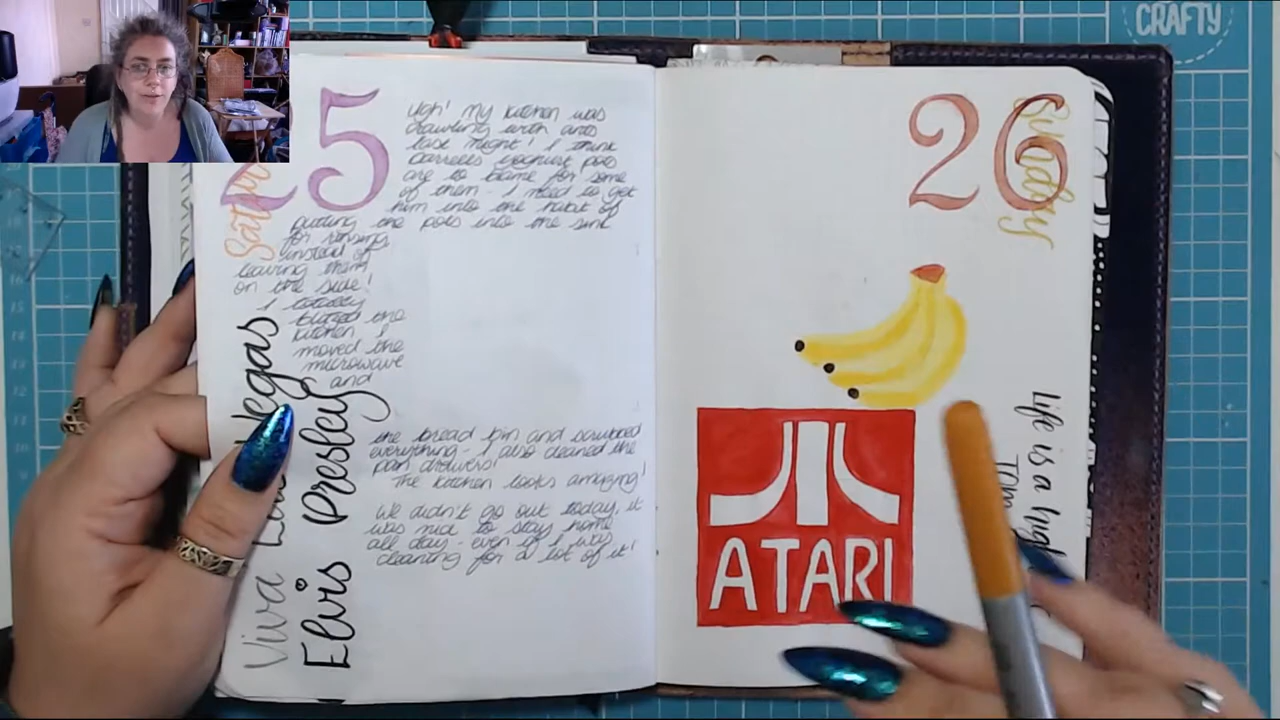 CRAFTY
25
Ugh! My kitchen was
crawling with ants
last night! I think
yoghurt pots
are to blame for some
of them - I need to get
them into the habit of
putting the pots into the sink
for rinsing
instead of
leaving them
on the side!
I totally
blitzed the
kitchen, I
moved the
microwave
and
the bread bin and scrubbed
everything - I also cleaned the
pan drawers!
The kitchen looks amazing!
We didn't go out today, it
was nice to stay home
all day - even if I was
cleaning for a lot of it!
Viva Vegas
Elvis Presley
26
Sunday
ATARI
Life is a
Tom